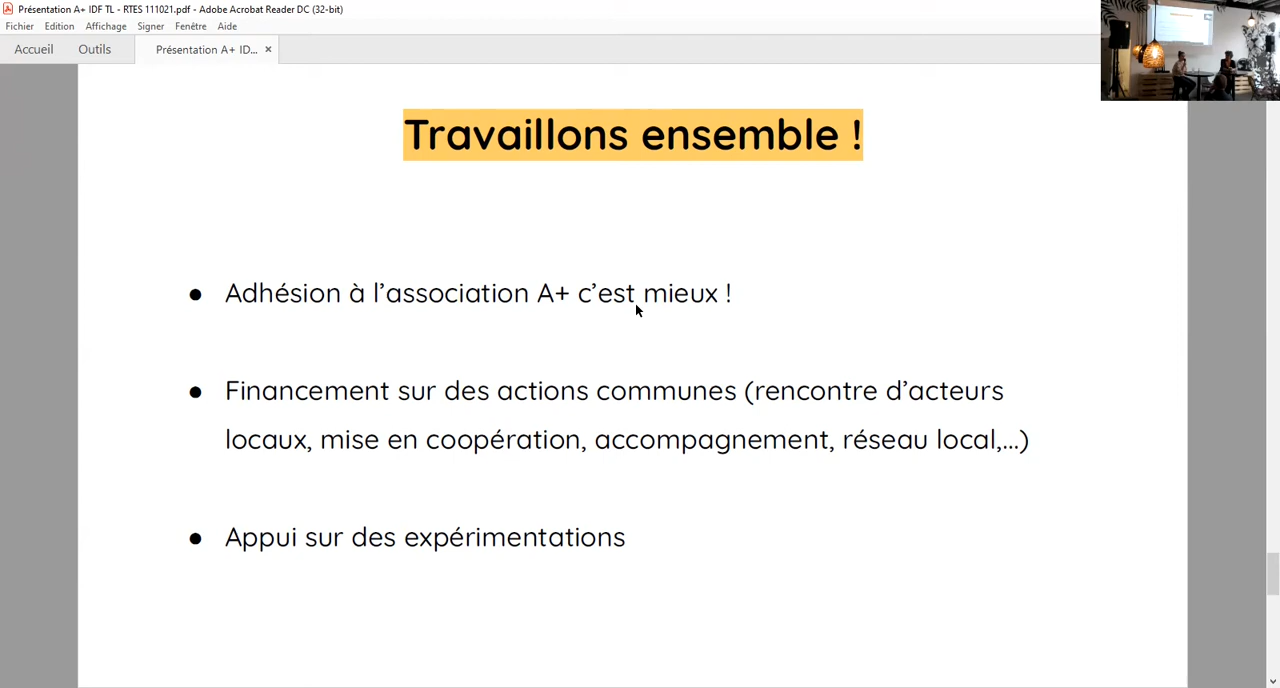 Présentation A+ IDF TL - RTES 111021.pdf - Adobe Acrobat Reader DC (32-bit)
Fichier Edition Affichage Signer Fenêtre Aide
Accueil Outils Présentation A+ ID... ×
Travaillons ensemble !
● Adhésion à l’association A+ c’est mieux !
● Financement sur des actions communes (rencontre d’acteurs
locaux, mise en coopération, accompagnement, réseau local,...)
● Appui sur des expérimentations